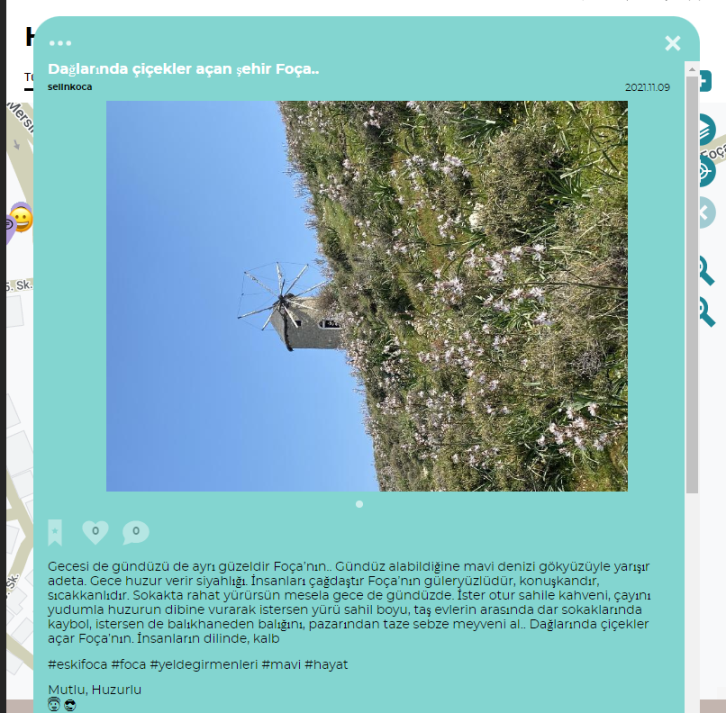 Dağlarında çiçekler açan şehir Foça..
selinkoca
2021.11.09
0 0
Gecesi de gündüzü de ayrı güzeldir Foça'nın.. Gündüz alabildiğine mavi denizi gökyüzüyle yarışır
adeta. Gece huzur verir siyahlığı. İnsanları çağdaştır Foça'nın güleryüzlüdür, konuşkandır,
sıcakkanlıdır. Sokakta rahat yürürsün mesela gece de gündüzde. İster otur sahile kahveni, çayını
yudumla huzurun dibine vurarak istersen yürü sahil boyu, taş evlerin arasında dar sokaklarında
kaybol, istersen de balıkhaneden balığını, pazarından taze sebze meyveni al.. Dağlarında çiçekler
açar Foça'nın. İnsanların dilinde, kalb
#eskifoca #foca #yeldegirmenleri #mavi #hayat
Mutlu, Huzurlu
Sk.
Sk.